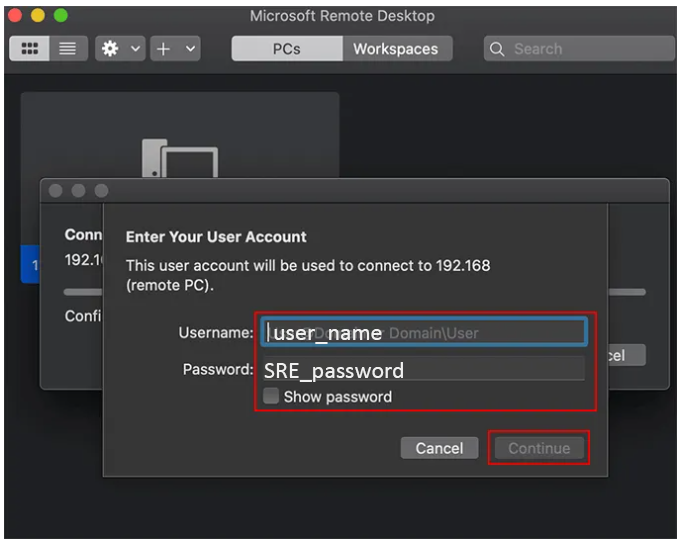 Microsoft Remote Desktop
PCs
Workspaces
Search
Conn
192.1
Confi
Enter Your User Account
This user account will be used to connect to 192.168
(remote PC).
Username: user_name Domain\User
Password: SRE_password
Show password
Cancel
Continue
cel
1